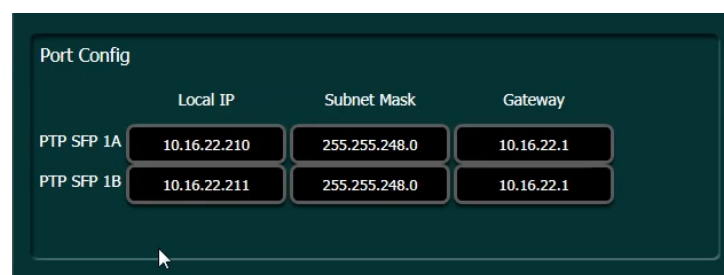 Port Config
Local IP Subnet Mask Gateway
PTP SFP 1A 10.16.22.210 255.255.248.0 10.16.22.1
PTP SFP 1B 10.16.22.211 255.255.248.0 10.16.22.1